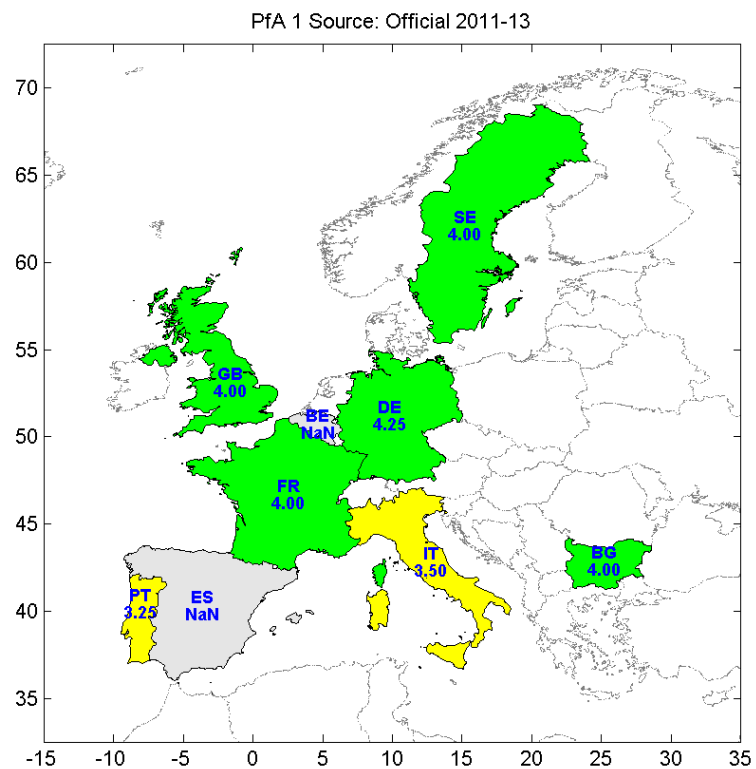 PfA 1 Source: Official 2011-13
70
65
60
55
50
45
40
35
SE
4.00
GB
4.00
BE
NaN
DE
4.25
FR
4.00
IT
3.50
BG
4.00
PT
3.25
ES
NaN
-15 -10 -5 0 5 10 15 20 25 30 35